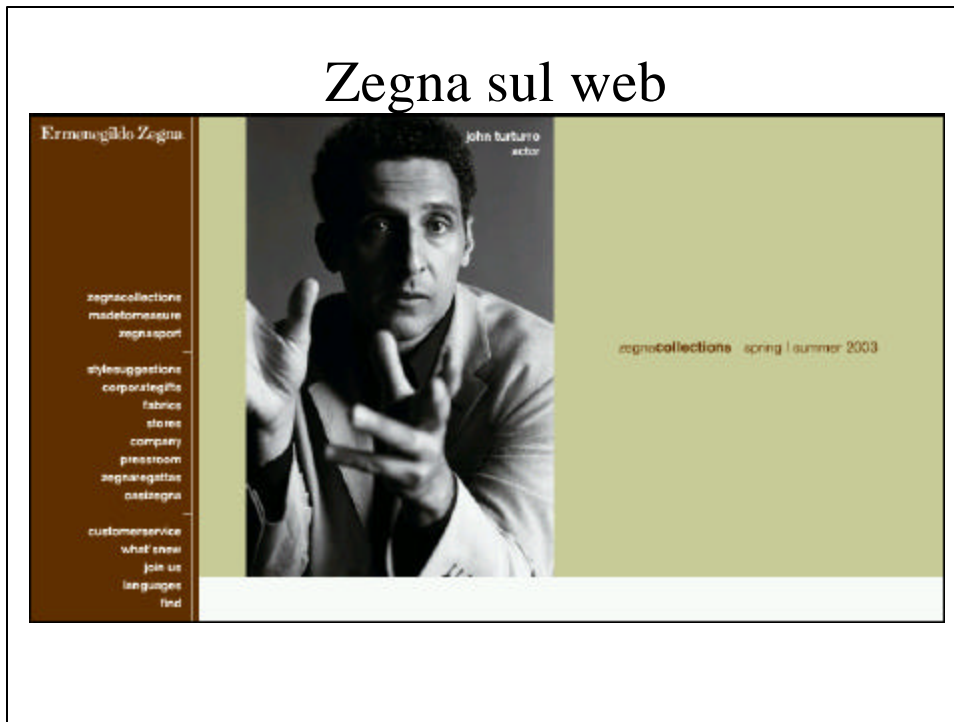 Zegna sul web
Ermenegildo Zegna
john turturro
actor
zegnacollections
madetomeasure
zegnasport
stylesuggestions
corporategifts
fabrics
stores
company
pressroom
zegnaregattas
oasizegna
customerservice
what'snew
join us
languages
find
zegnacollections spring | summer 2003